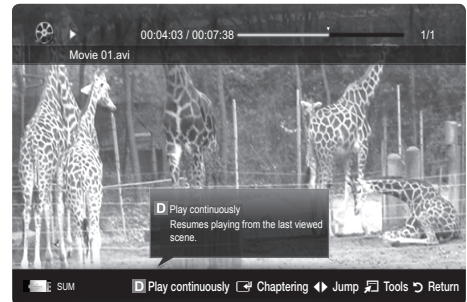 00:04:03 / 00:07:38 1/1
Movie 01.avi
D Play continuously
Resumes playing from the last viewed
scene.
SUM D Play continuously Chaptering Jump Tools Return